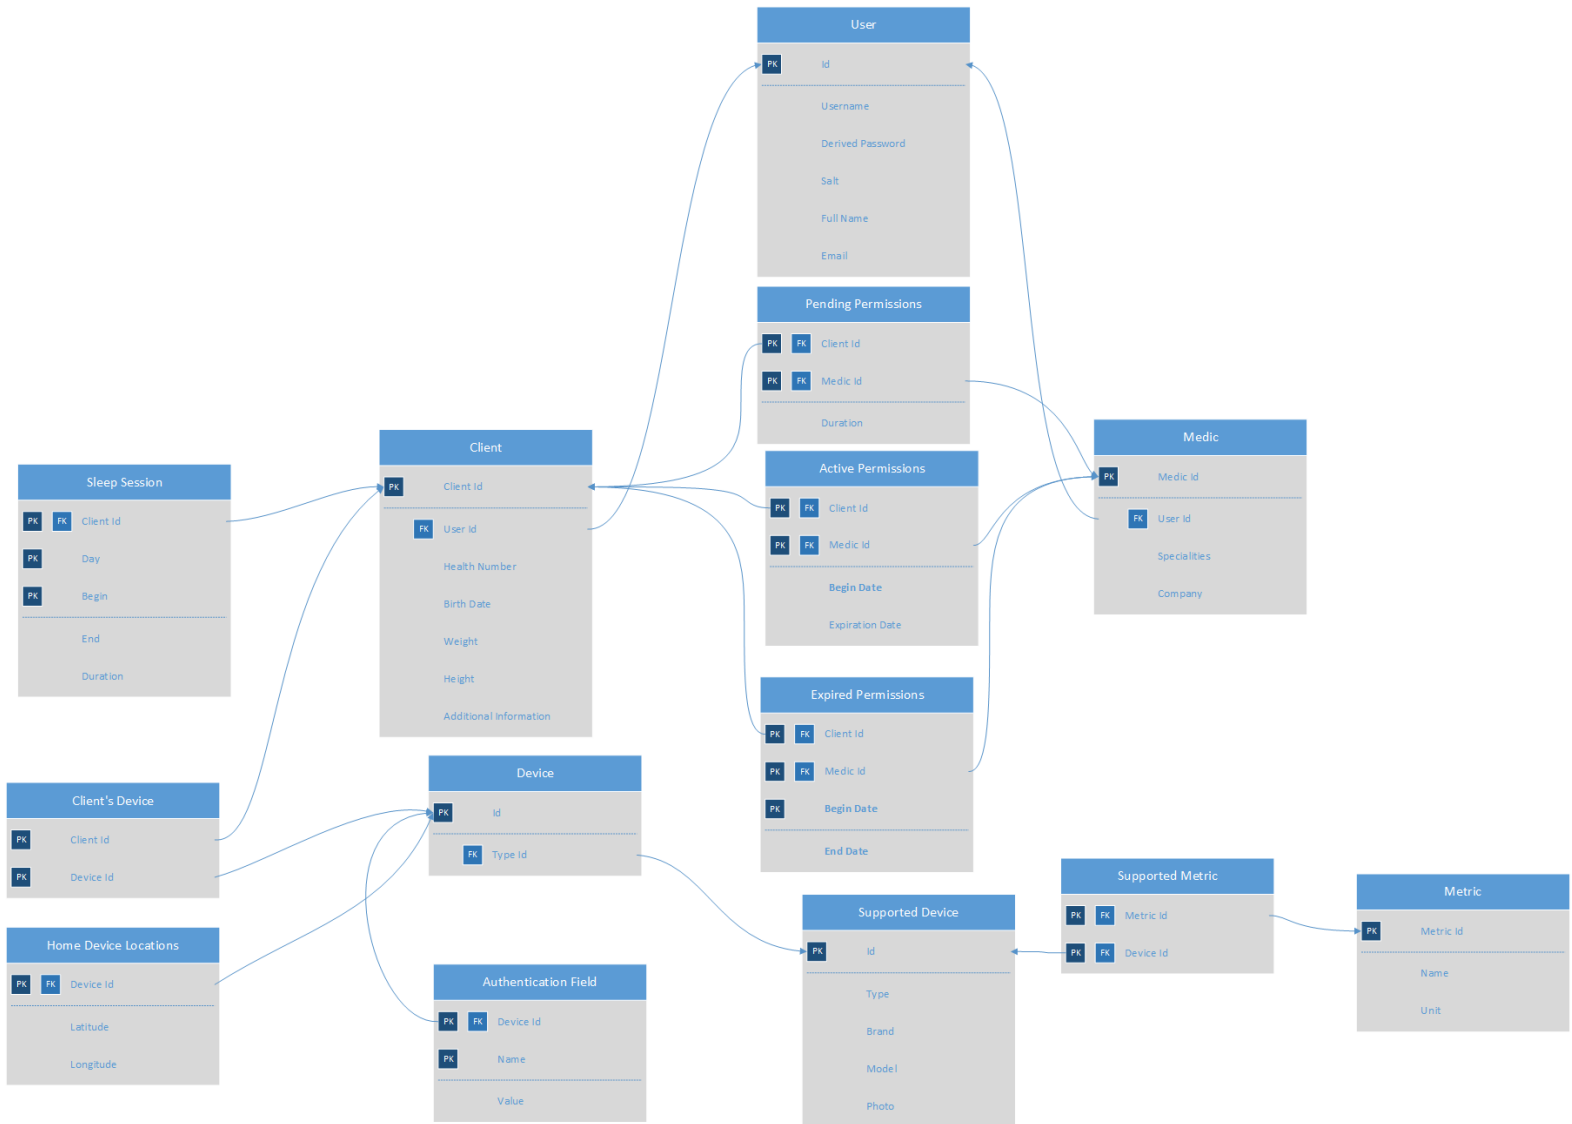 User
PK Id
Username
Derived Password
Salt
Full Name
Email
Pending Permissions
PK FK Client Id
PK FK Medic Id
Duration
Active Permissions
PK FK Client Id
PK FK Medic Id
Begin Date
Expiration Date
Expired Permissions
PK FK Client Id
PK FK Medic Id
PK Begin Date
End Date
Medic
PK Medic Id
FK User Id
Specialities
Company
Client
PK Client Id
FK User Id
Health Number
Birth Date
Weight
Height
Additional Information
Sleep Session
PK FK Client Id
PK Day
PK Begin
End
Duration
Client's Device
PK Client Id
PK Device Id
Home Device Locations
PK FK Device Id
Latitude
Longitude
Device
PK Id
FK Type Id
Authentication Field
PK FK Device Id
PK Name
Value
Supported Device
PK Id
Type
Brand
Model
Photo
Supported Metric
PK FK Metric Id
PK FK Device Id
Metric
PK Metric Id
Name
Unit